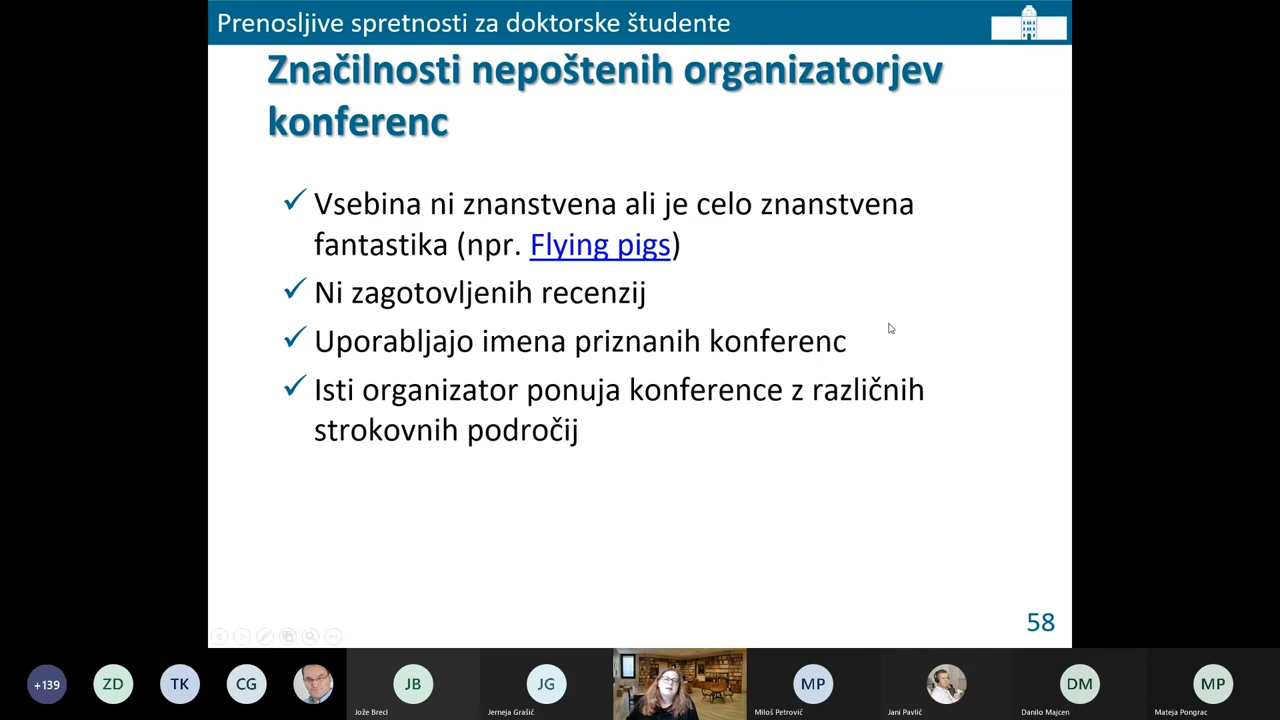 Prenosljive spretnosti za doktorske študente
Značilnosti nepoštenih organizatorjev
konferenc
✓ Vsebina ni znanstvena ali je celo znanstvena
fantastika (npr. Flying pigs)
✓ Ni zagotovljenih recenzij
✓ Uporabljajo imena priznanih konferenc
✓ Isti organizator ponuja konference z različnih
strokovnih področij
58
+139
ZD
TK
CG
JB
Jože Brecl
JG
Jerneja Grašič
MP
Miloš Petrovič
Jani Pavlič
DM
Danilo Majcen
MP
Mateja Pongrac